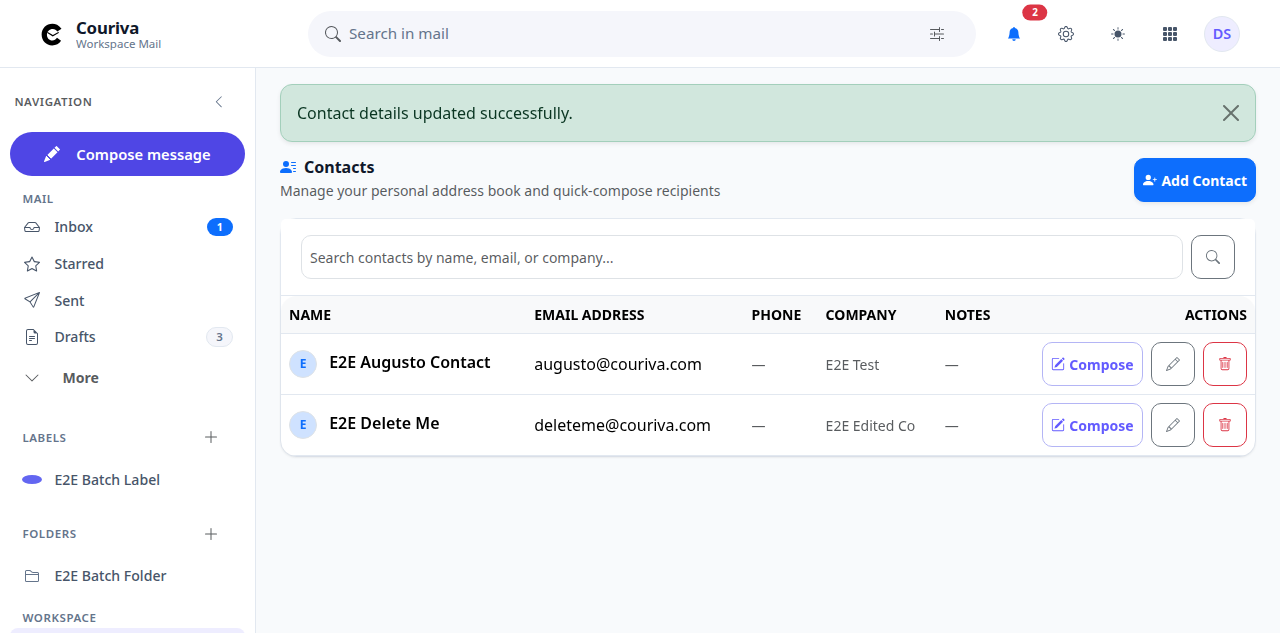 Couriva
Workspace Mail
Search in mail
2
DS
NAVIGATION
Compose message
MAIL
Inbox 1
Starred
Sent
Drafts 3
More
LABELS
E2E Batch Label
FOLDERS
E2E Batch Folder
WORKSPACE
Contact details updated successfully.
Contacts
Manage your personal address book and quick-compose recipients
Add Contact
Search contacts by name, email, or company...
NAME EMAIL ADDRESS PHONE COMPANY NOTES ACTIONS
E E2E Augusto Contact augusto@couriva.com — E2E Test — Compose
E E2E Delete Me deleteme@couriva.com — E2E Edited Co — Compose